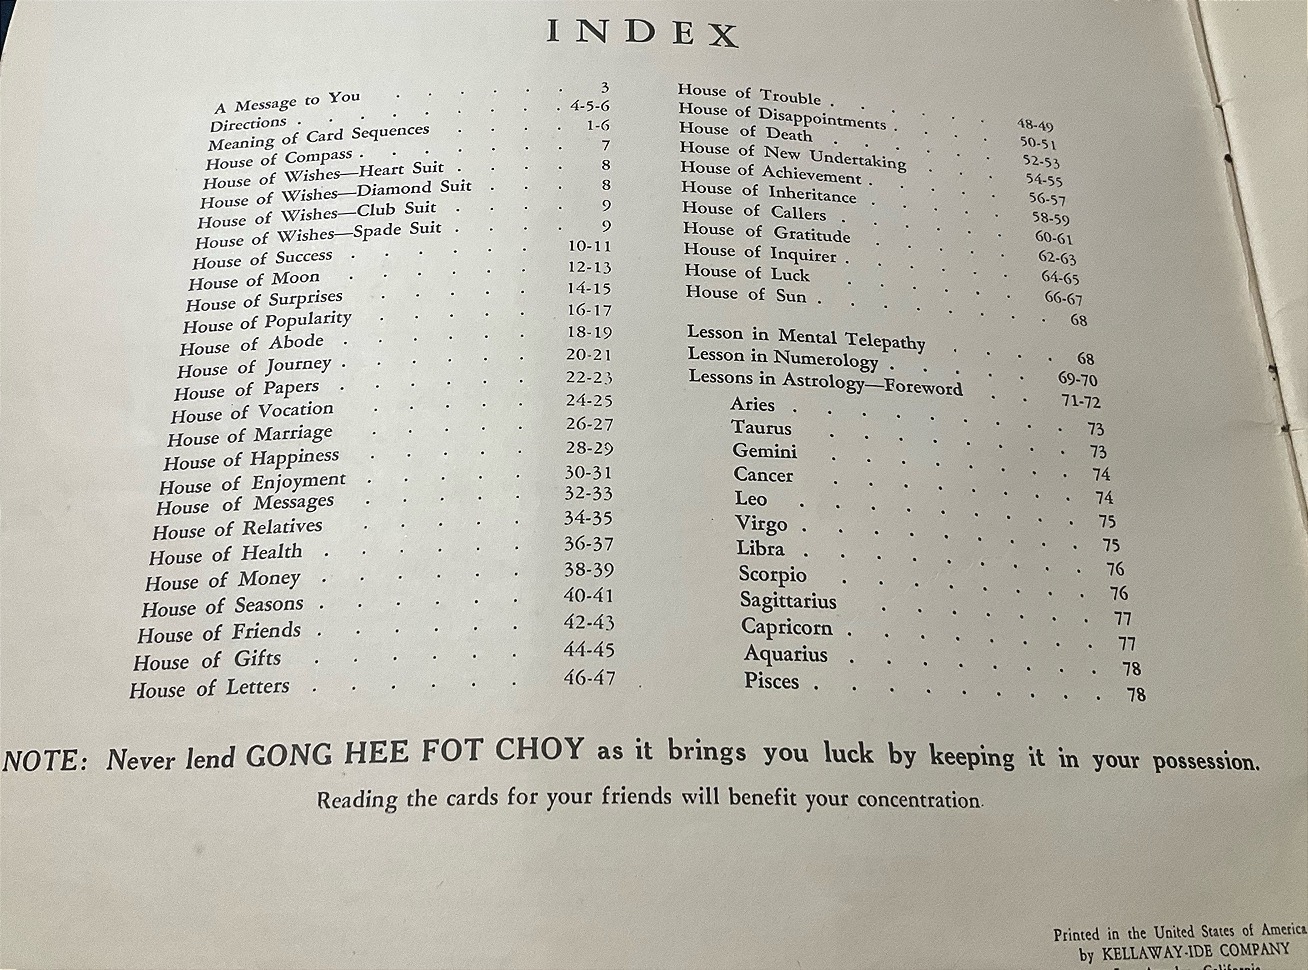 INDEX
A Message to You . . . . . . 3
Directions . . . . . . . . 4-5-6
Meaning of Card Sequences . . . . 1-6
House of Compass . . . . . . 7
House of Wishes—Heart Suit . . . . 8
House of Wishes—Diamond Suit . . . 8
House of Wishes—Club Suit . . . . 9
House of Wishes—Spade Suit . . . . 9
House of Success . . . . . 10-11
House of Moon . . . . . 12-13
House of Surprises . . . . 14-15
House of Popularity . . . . 16-17
House of Abode . . . . . 18-19
House of Journey . . . . . 20-21
House of Papers . . . . . 22-23
House of Vocation . . . . 24-25
House of Marriage . . . . 26-27
House of Happiness . . . . 28-29
House of Enjoyment . . . . 30-31
House of Messages . . . . 32-33
House of Relatives . . . . 34-35
House of Health . . . . . 36-37
House of Money . . . . . 38-39
House of Seasons . . . . . 40-41
House of Friends . . . . . 42-43
House of Gifts . . . . . 44-45
House of Letters . . . . . 46-47
House of Trouble . . . . . 48-49
House of Disappointments . . . . 50-51
House of Death . . . . . 52-53
House of New Undertaking . . . 54-55
House of Achievement . . . . 56-57
House of Inheritance . . . . 58-59
House of Callers . . . . . 60-61
House of Gratitude . . . . 62-63
House of Inquirer . . . . . 64-65
House of Luck . . . . . 66-67
House of Sun . . . . . . 68
Lesson in Mental Telepathy . . . . 68
Lesson in Numerology . . . . . 69-70
Lessons in Astrology—Foreword . . 71-72
Aries . . . . . . . . 73
Taurus . . . . . . . 73
Gemini . . . . . . . 74
Cancer . . . . . . . 74
Leo . . . . . . . . 75
Virgo . . . . . . . . 75
Libra . . . . . . . . 76
Scorpio . . . . . . . 76
Sagittarius . . . . . . 77
Capricorn . . . . . . . 77
Aquarius . . . . . . . 78
Pisces . . . . . . . . 78
NOTE: Never lend GONG HEE FOT CHOY as it brings you luck by keeping it in your possession.
Reading the cards for your friends will benefit your concentration.
Printed in the United States of America
by KELLAWAY-IDE COMPANY
California